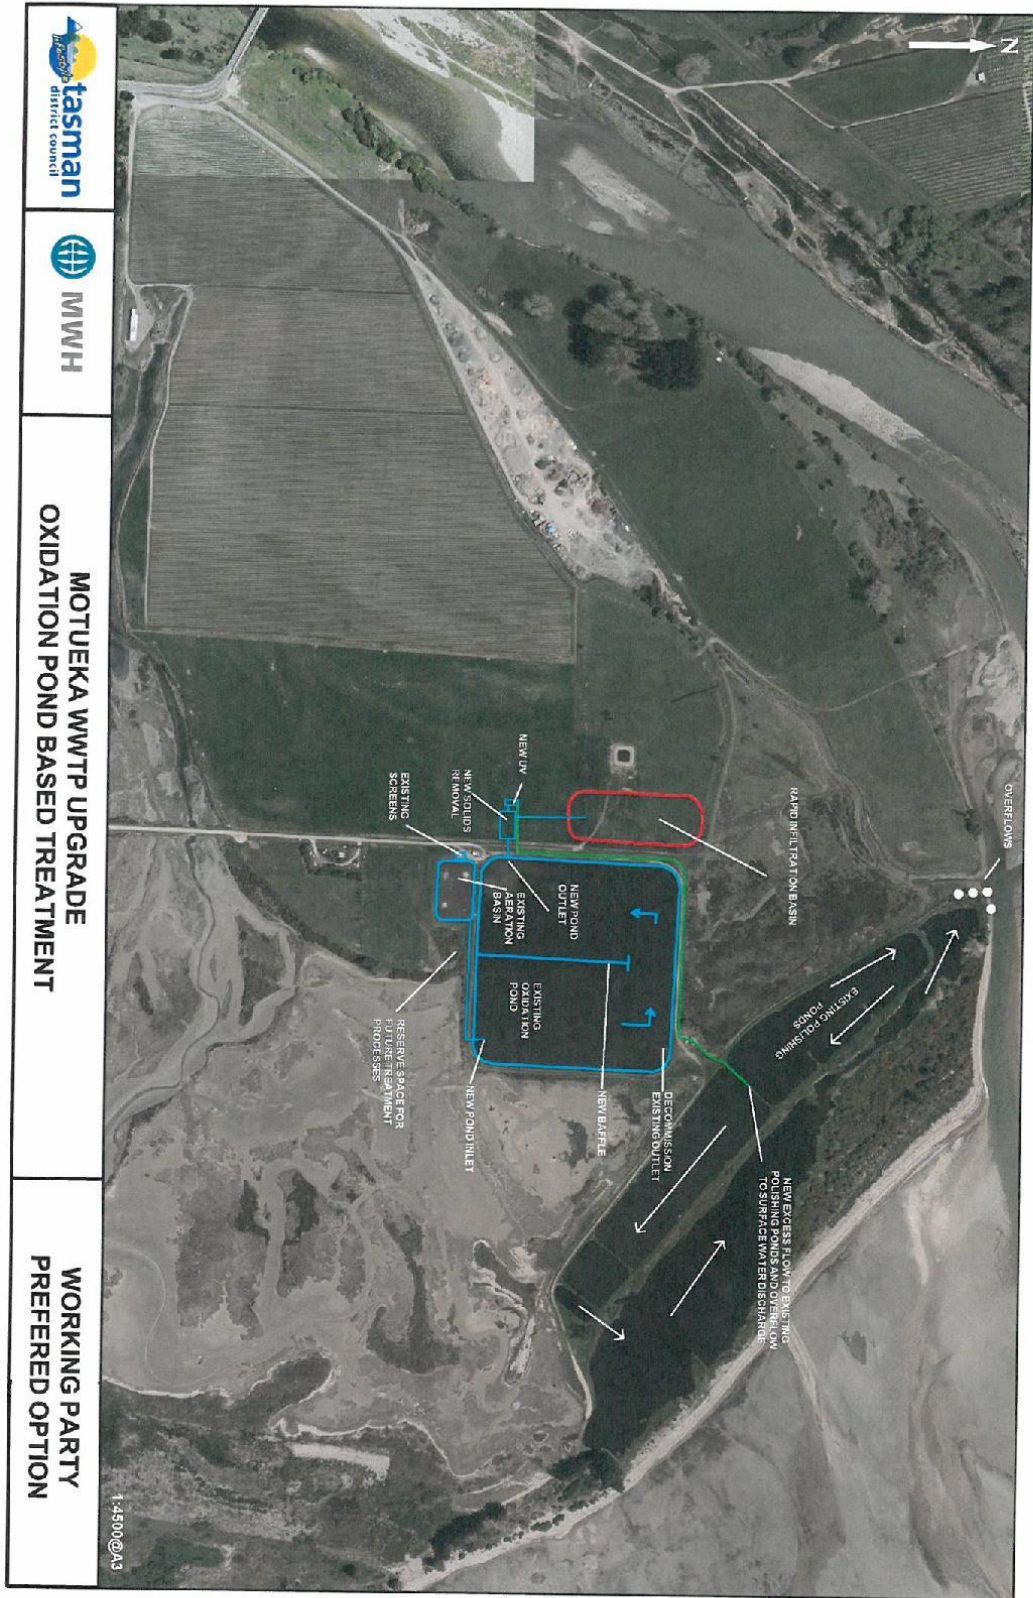 N
OVERFLOWS
RAPID INFILTRATION BASIN
EXISTING POLISHING
PONDS
NEW EXCESS FLOW TO EXISTING
POLISHING PONDS AND OVERFLOW
TO SURFACE WATER DISCHARGE
DECOMMISSION
EXISTING OUTLET
NEW UV
NEW SOLIDS
REMOVAL
EXISTING
SCREENS
NEW POND
OUTLET
EXISTING
AERATION
BASIN
EXISTING
OXIDATION
POND
NEW BAFFLE
NEW POND INLET
RESERVE SPACE FOR
FUTURE TREATMENT
PROCESSES
1:4500@A3
lifestyle
tasman
district council
MWH
MOTUEKA WWTP UPGRADE
OXIDATION POND BASED TREATMENT
WORKING PARTY
PREFERED OPTION